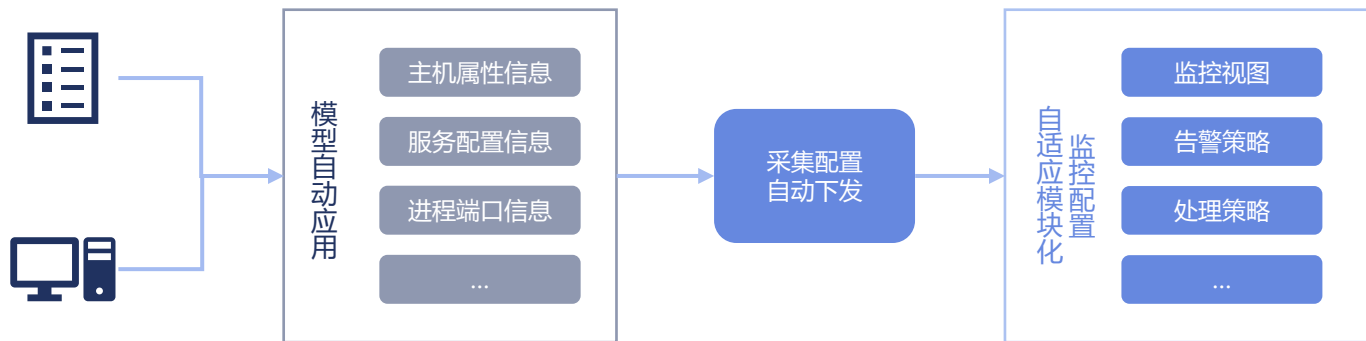 模型自动应用
主机属性信息
服务配置信息
进程端口信息
...
采集配置
自动下发
自适应模块化
监控配置
监控视图
告警策略
处理策略
...